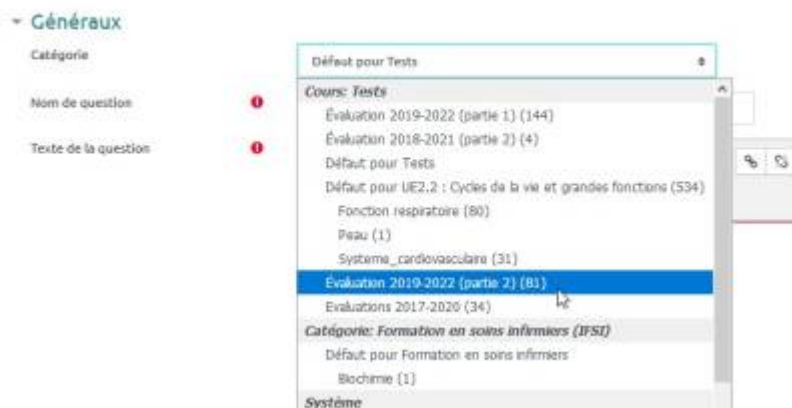 Généraux
Catégorie
Défaut pour Tests
Cours: Tests
Nom de question
Évaluation 2019-2022 (partie 1) (144)
Évaluation 2018-2021 (partie 2) (4)
Texte de la question
Défaut pour Tests
Défaut pour UE2.2 : Cycles de la vie et grandes fonctions (534)
Fonction respiratoire (80)
Peau (1)
Systeme_cardiovasculaire (31)
Évaluation 2019-2022 (partie 2) (81)
Evaluations 2017-2020 (34)
Catégorie: Formation en soins infirmiers (IFSI)
Défaut pour Formation en soins infirmiers
Biochimie (1)
Système